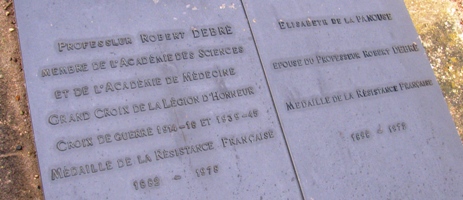 Professeur Robert DEBRÉ
membre de l'Académie des Sciences
et de l'Académie de Médecine
Grand Croix de la Légion d'Honneur
Croix de guerre 1914-18 et 1939-45
Médaille de la Résistance Française
1882 - 1978
Elisabeth de la Panouse
epouse du Professeur Robert DEBRÉ
Médaille de la Résistance Française